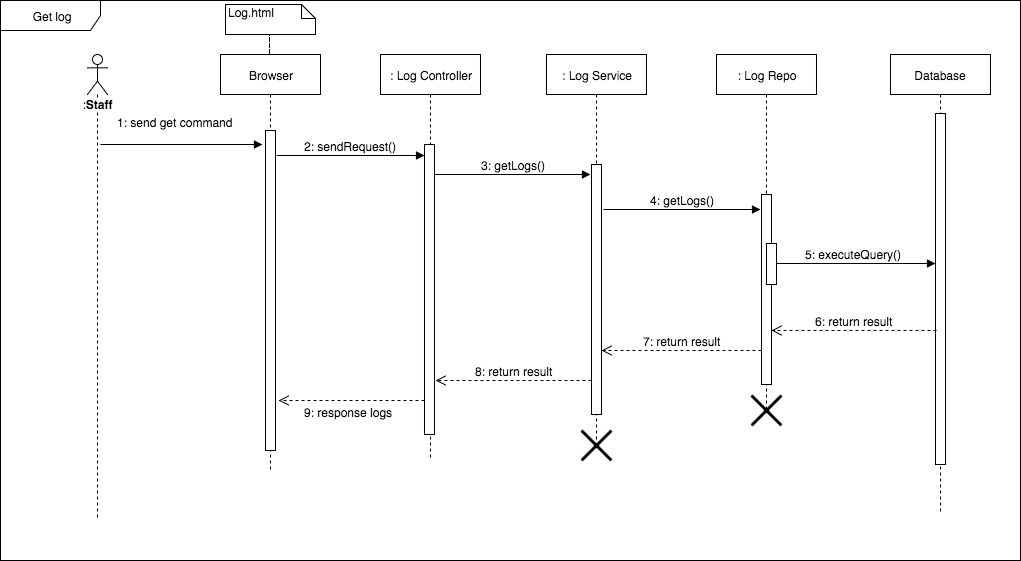 Get log
Log.html
:Staff
Browser
: Log Controller
: Log Service
: Log Repo
Database
1: send get command
2: sendRequest()
3: getLogs()
4: getLogs()
5: executeQuery()
6: return result
7: return result
8: return result
9: response logs